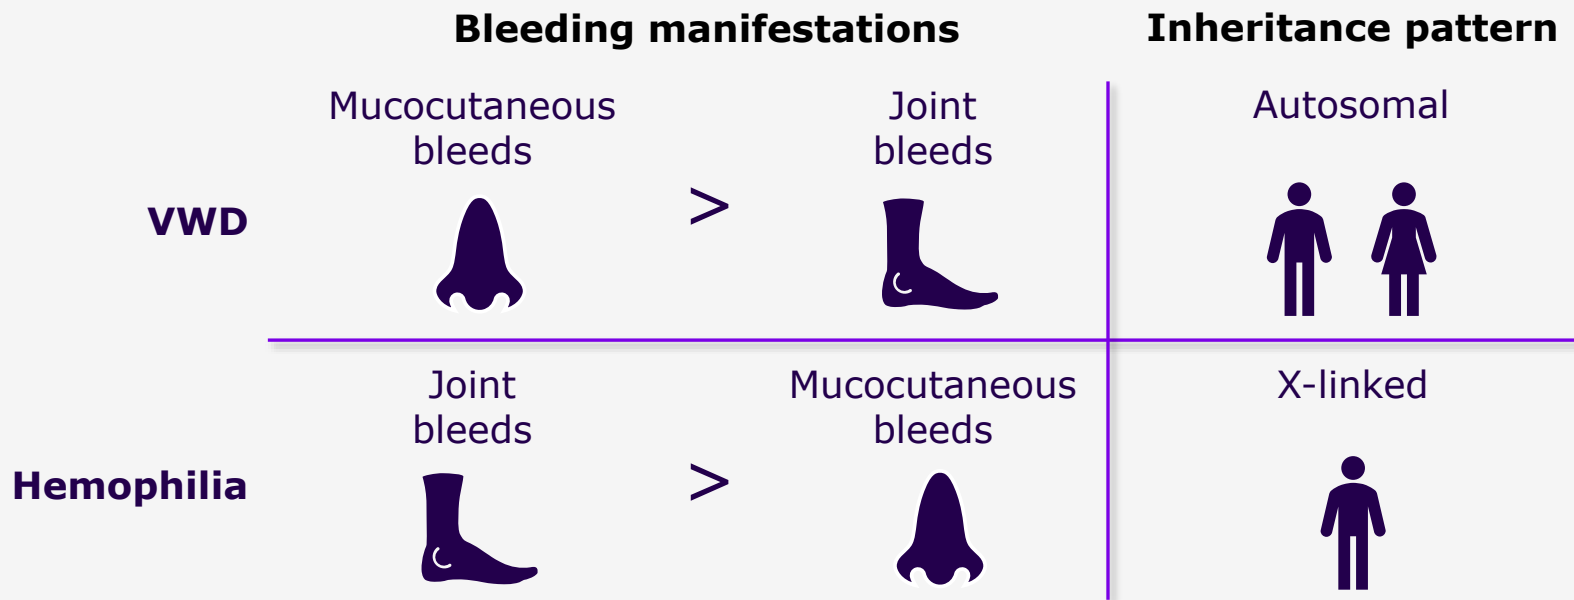 Bleeding manifestations
Inheritance pattern
VWD
Mucocutaneous
bleeds
>
Joint
bleeds
Autosomal
Hemophilia
Joint
bleeds
>
Mucocutaneous
bleeds
X-linked